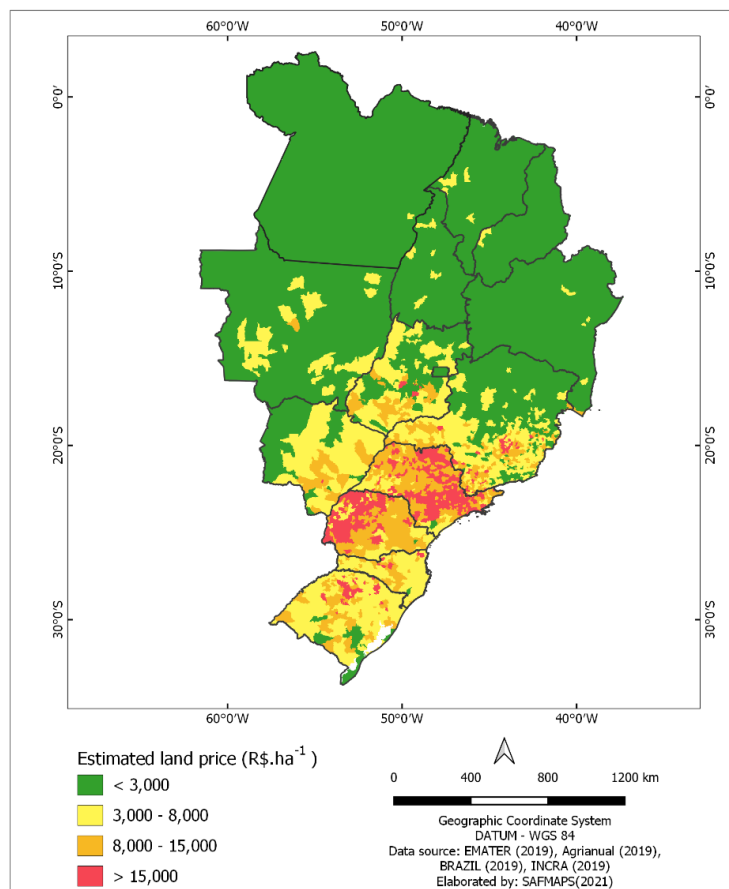 60°0'W 50°0'W 40°0'W
0°0'
0°0'
10°0'S
10°0'S
20°0'S
20°0'S
30°0'S
30°0'S
60°0'W 50°0'W 40°0'W
Estimated land price (R$.ha⁻¹ )
< 3,000
3,000 - 8,000
8,000 - 15,000
> 15,000
0 400 800 1200 km
Geographic Coordinate System
DATUM - WGS 84
Data source: EMATER (2019), Agrianual (2019),
BRAZIL (2019), INCRA (2019)
Elaborated by: SAFMAPS(2021)